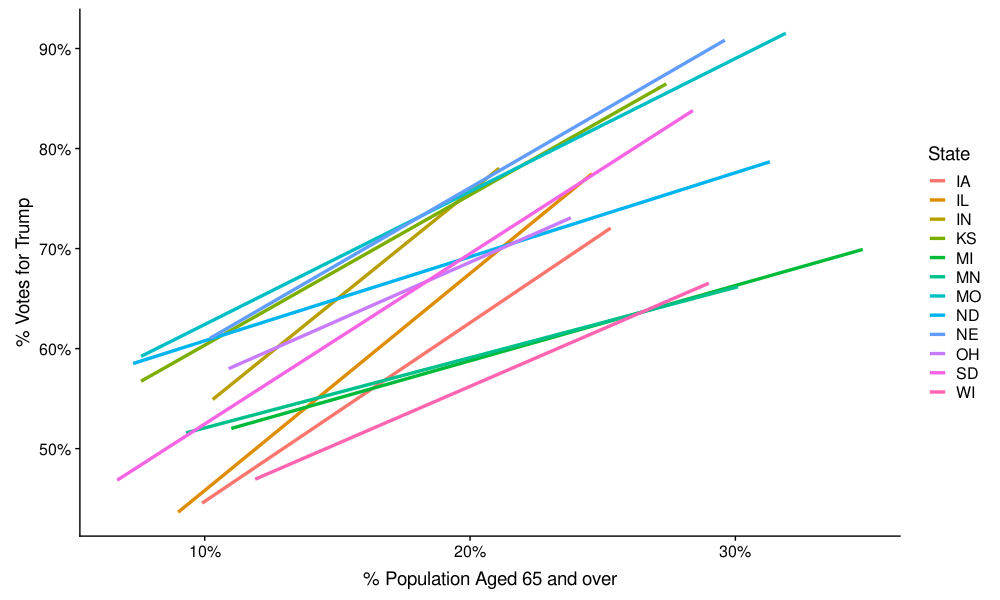 90%
80%
70%
60%
50%
% Votes for Trump
10%
20%
30%
% Population Aged 65 and over
State
IA
IL
IN
KS
MI
MN
MO
ND
NE
OH
SD
WI